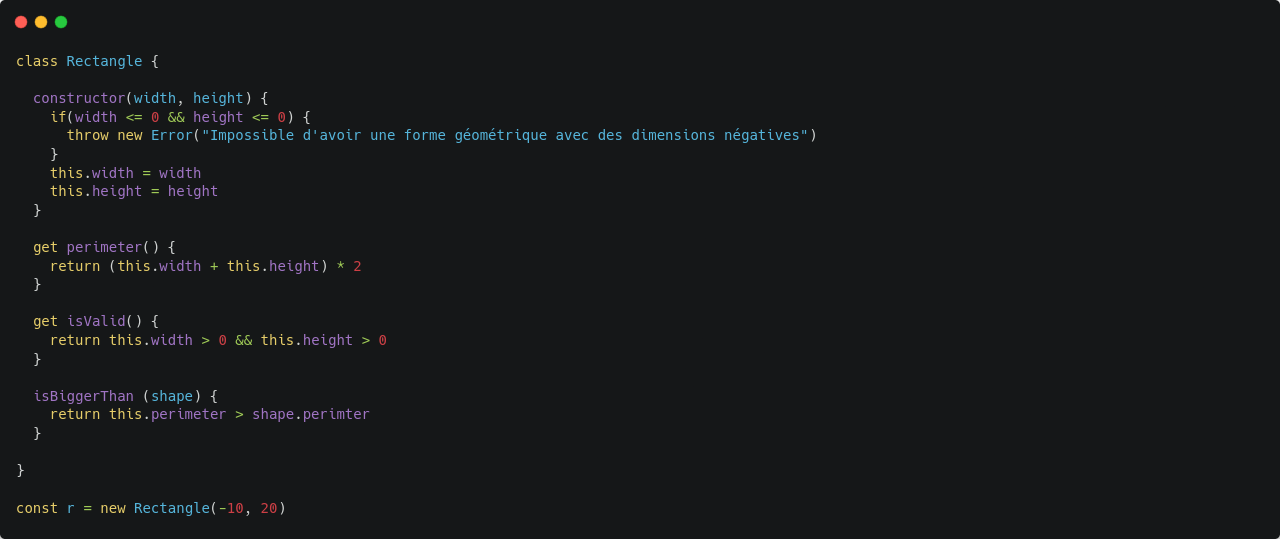 class Rectangle {
constructor(width, height) {
if(width <= 0 && height <= 0) {
throw new Error("Impossible d'avoir une forme géométrique avec des dimensions négatives")
}
this.width = width
this.height = height
}
get perimeter() {
return (this.width + this.height) * 2
}
get isValid() {
return this.width > 0 && this.height > 0
}
isBiggerThan (shape) {
return this.perimeter > shape.perimter
}
}
const r = new Rectangle(-10, 20)